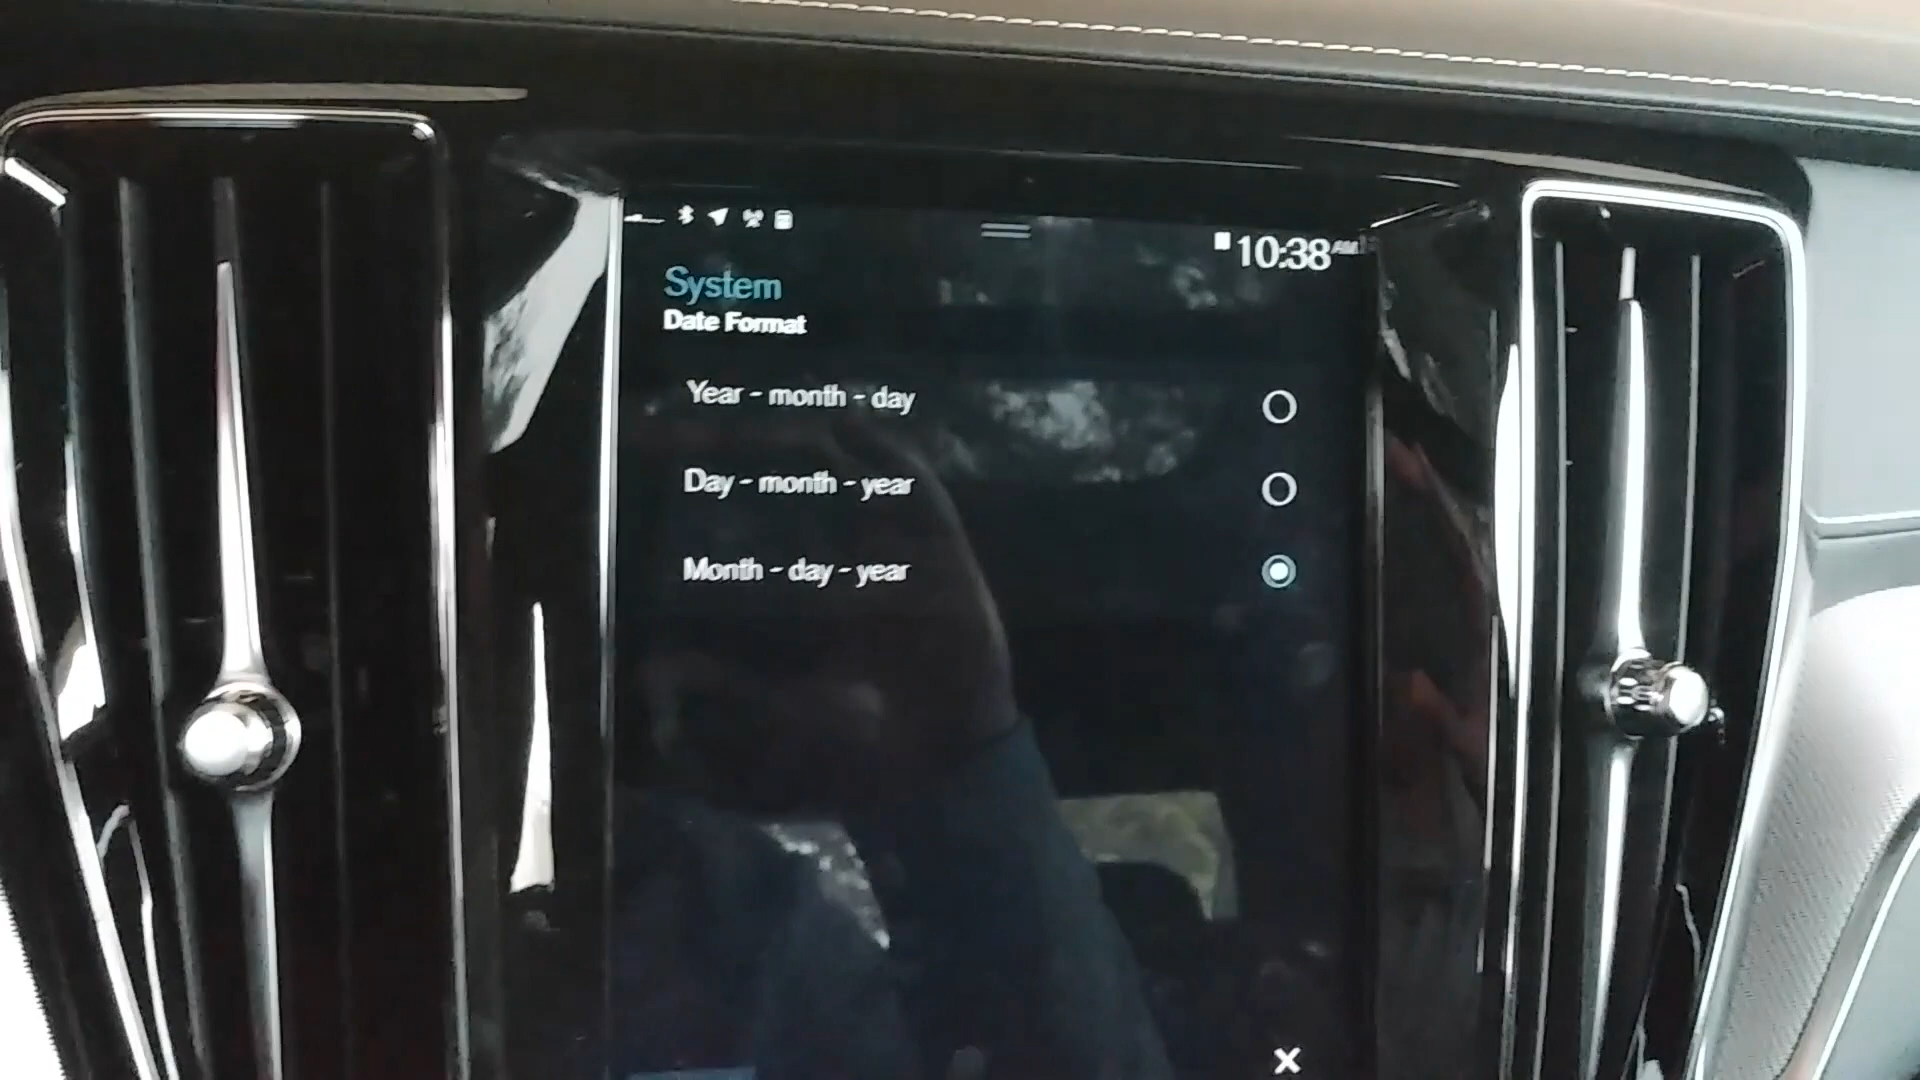 10:38 AM
System
Date Format
Year - month - day
Day - month - year
Month - day - year